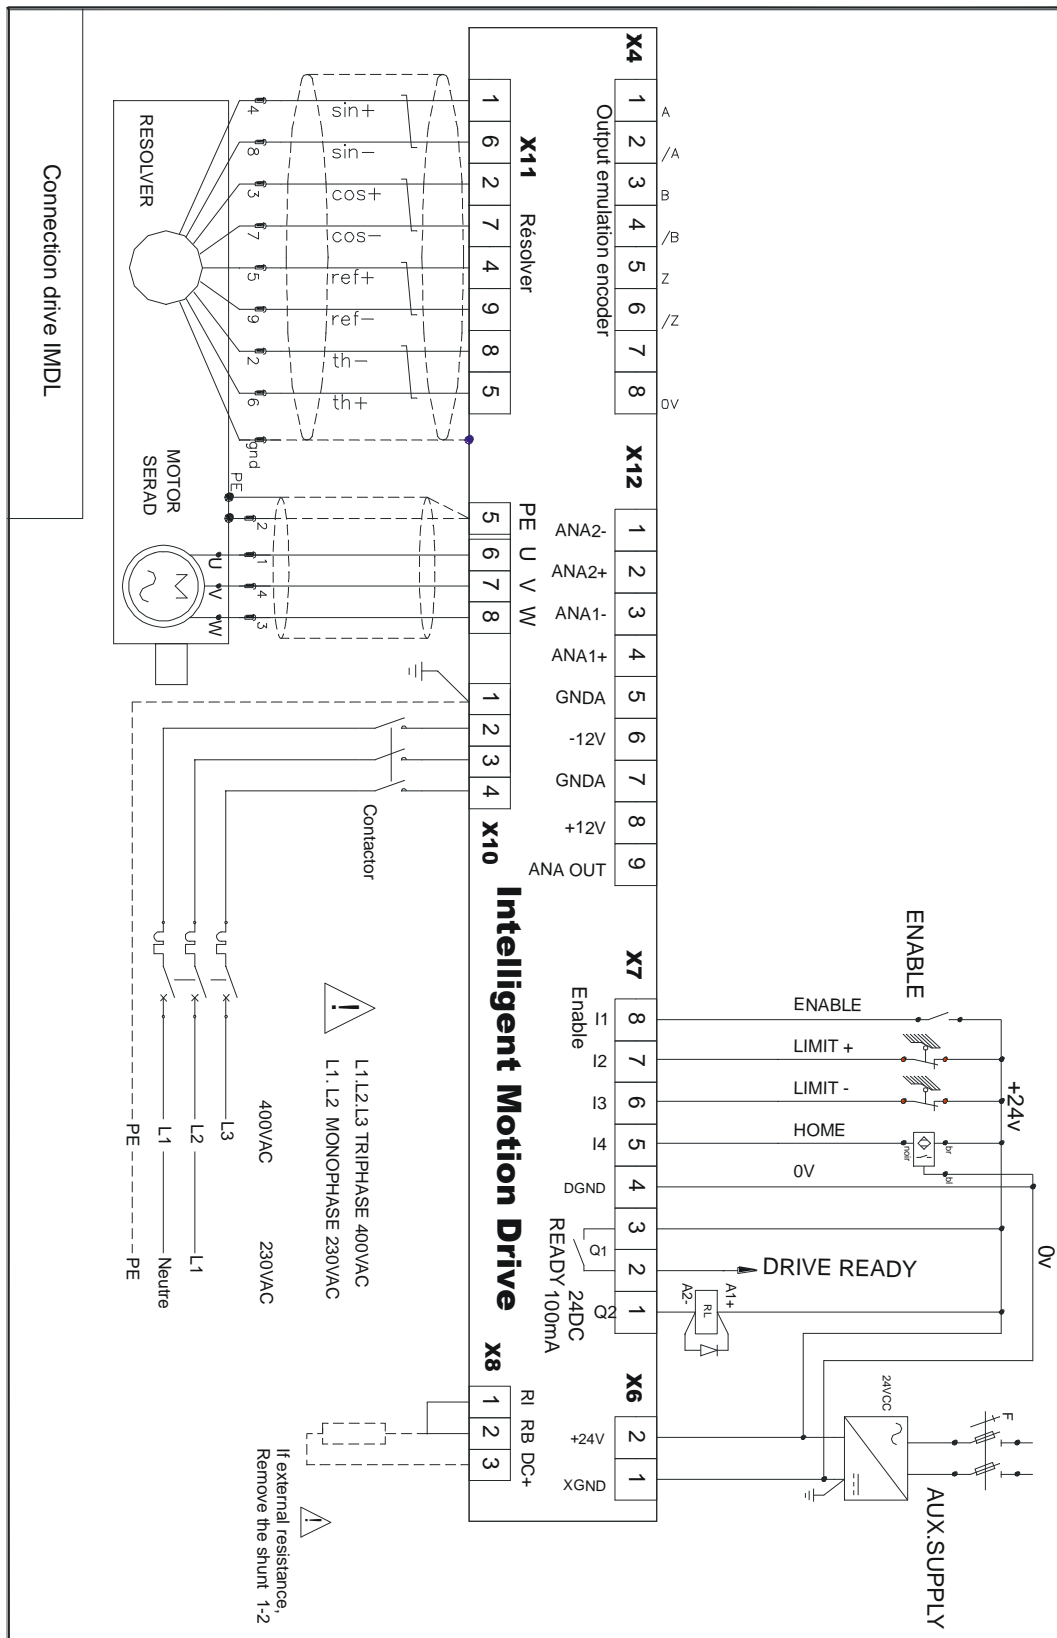 Connection drive IMDL
RESOLVER
MOTOR
SERAD
4
8
3
7
5
9
2
6
gnd
sin+
sin−
cos+
cos−
ref+
ref−
th−
th+
1
6
2
7
4
9
8
5
X11
Résolver
PE
2
1
4
3
U
V
W
M
5
6
7
8
PE
U
V
W
1
2
3
4
X10
Contactor
X4
Output emulation encoder
1
2
3
4
5
6
7
8
A
/A
B
/B
Z
/Z
0V
X12
ANA2-
ANA2+
ANA1-
ANA1+
GNDA
-12V
GNDA
+12V
ANA OUT
1
2
3
4
5
6
7
8
9
Intelligent Motion Drive
!
L1.L2.L3 TRIPHASE 400VAC
L1. L2 MONOPHASE 230VAC
400VAC
230VAC
L3
L2
L1
L1
Neutre
PE
PE
X7
Enable
I1
I2
I3
I4
DGND
Q1
Q2
READY
24DC
100mA
8
7
6
5
4
3
2
1
ENABLE
ENABLE
LIMIT +
LIMIT -
HOME
0V
noir
br
bl
+24v
0v
DRIVE READY
A1+
A2-
RL
X6
+24V
XGND
2
1
24VCC
F
AUX.SUPPLY
X8
1
2
3
RI
RB
DC+
!
If external resistance,
Remove the shunt 1-2